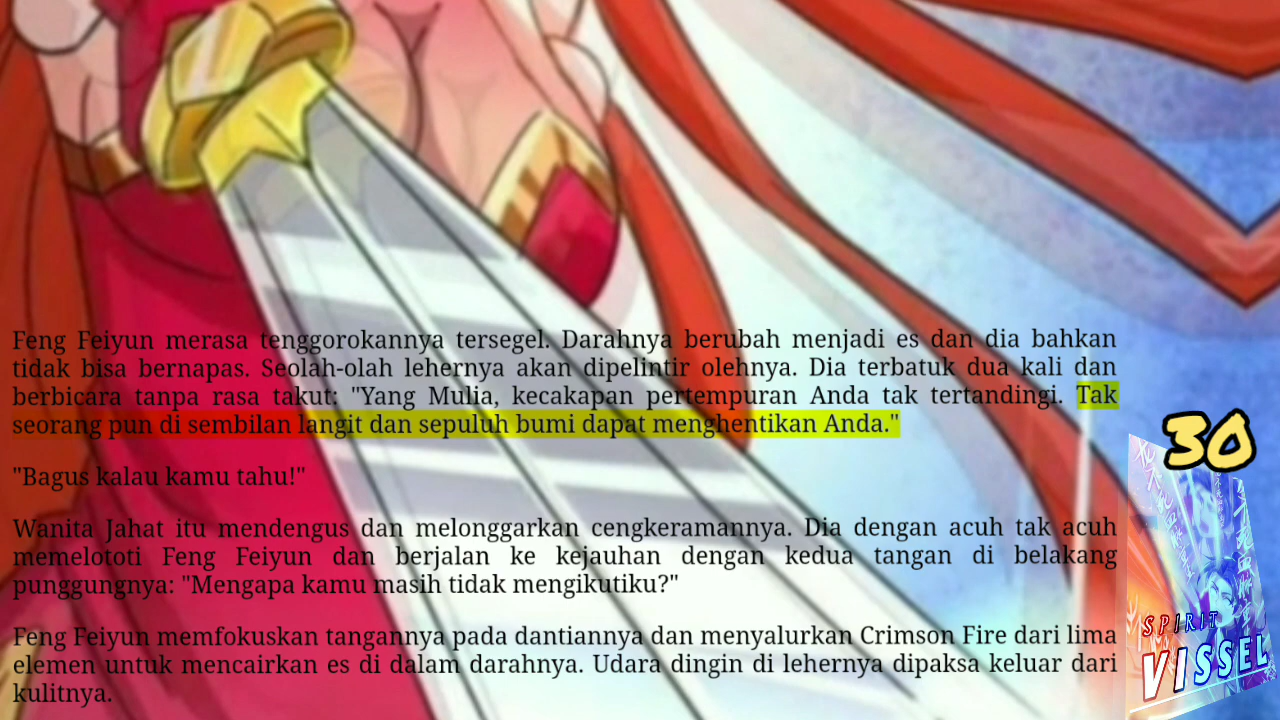 Feng Feiyun merasa tenggorokannya tersegel. Darahnya berubah menjadi es dan dia bahkan
tidak bisa bernapas. Seolah-olah lehernya akan dipelintir olehnya. Dia terbatuk dua kali dan
berbicara tanpa rasa takut: "Yang Mulia, kecakapan pertempuran Anda tak tertandingi. Tak
seorang pun di sembilan langit dan sepuluh bumi dapat menghentikan Anda."
"Bagus kalau kamu tahu!"
Wanita Jahat itu mendengus dan melonggarkan cengkeramannya. Dia dengan acuh tak acuh
memelototi Feng Feiyun dan berjalan ke kejauhan dengan kedua tangan di belakang
punggungnya: "Mengapa kamu masih tidak mengikutiku?"
Feng Feiyun memfokuskan tangannya pada dantiannya dan menyalurkan Crimson Fire dari lima
elemen untuk mencairkan es di dalam darahnya. Udara dingin di lehernya dipaksa keluar dari
kulitnya.
30
SPIRIT
VISSEL